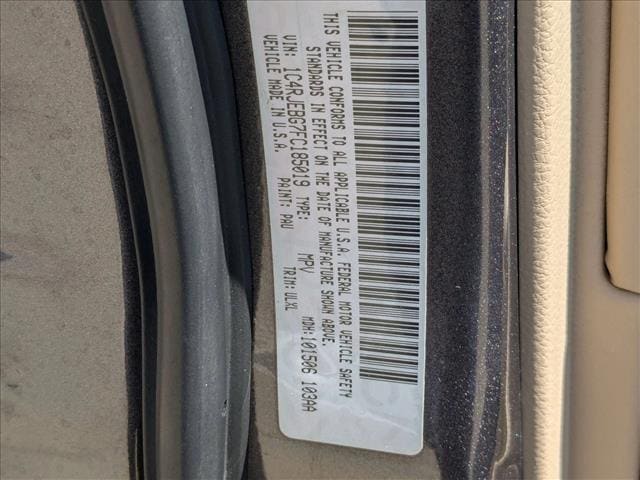 THIS VEHICLE CONFORMS TO ALL APPLICABLE U.S.A. FEDERAL MOTOR VEHICLE SAFETY
STANDARDS IN EFFECT ON THE DATE OF MANUFACTURE SHOWN ABOVE.
VIN: 1C4RJEBG7FC185019 TYPE: MPV MDH:101506 103AA
VEHICLE MADE IN U.S.A. PAINT: PAU TRIM:ULXL